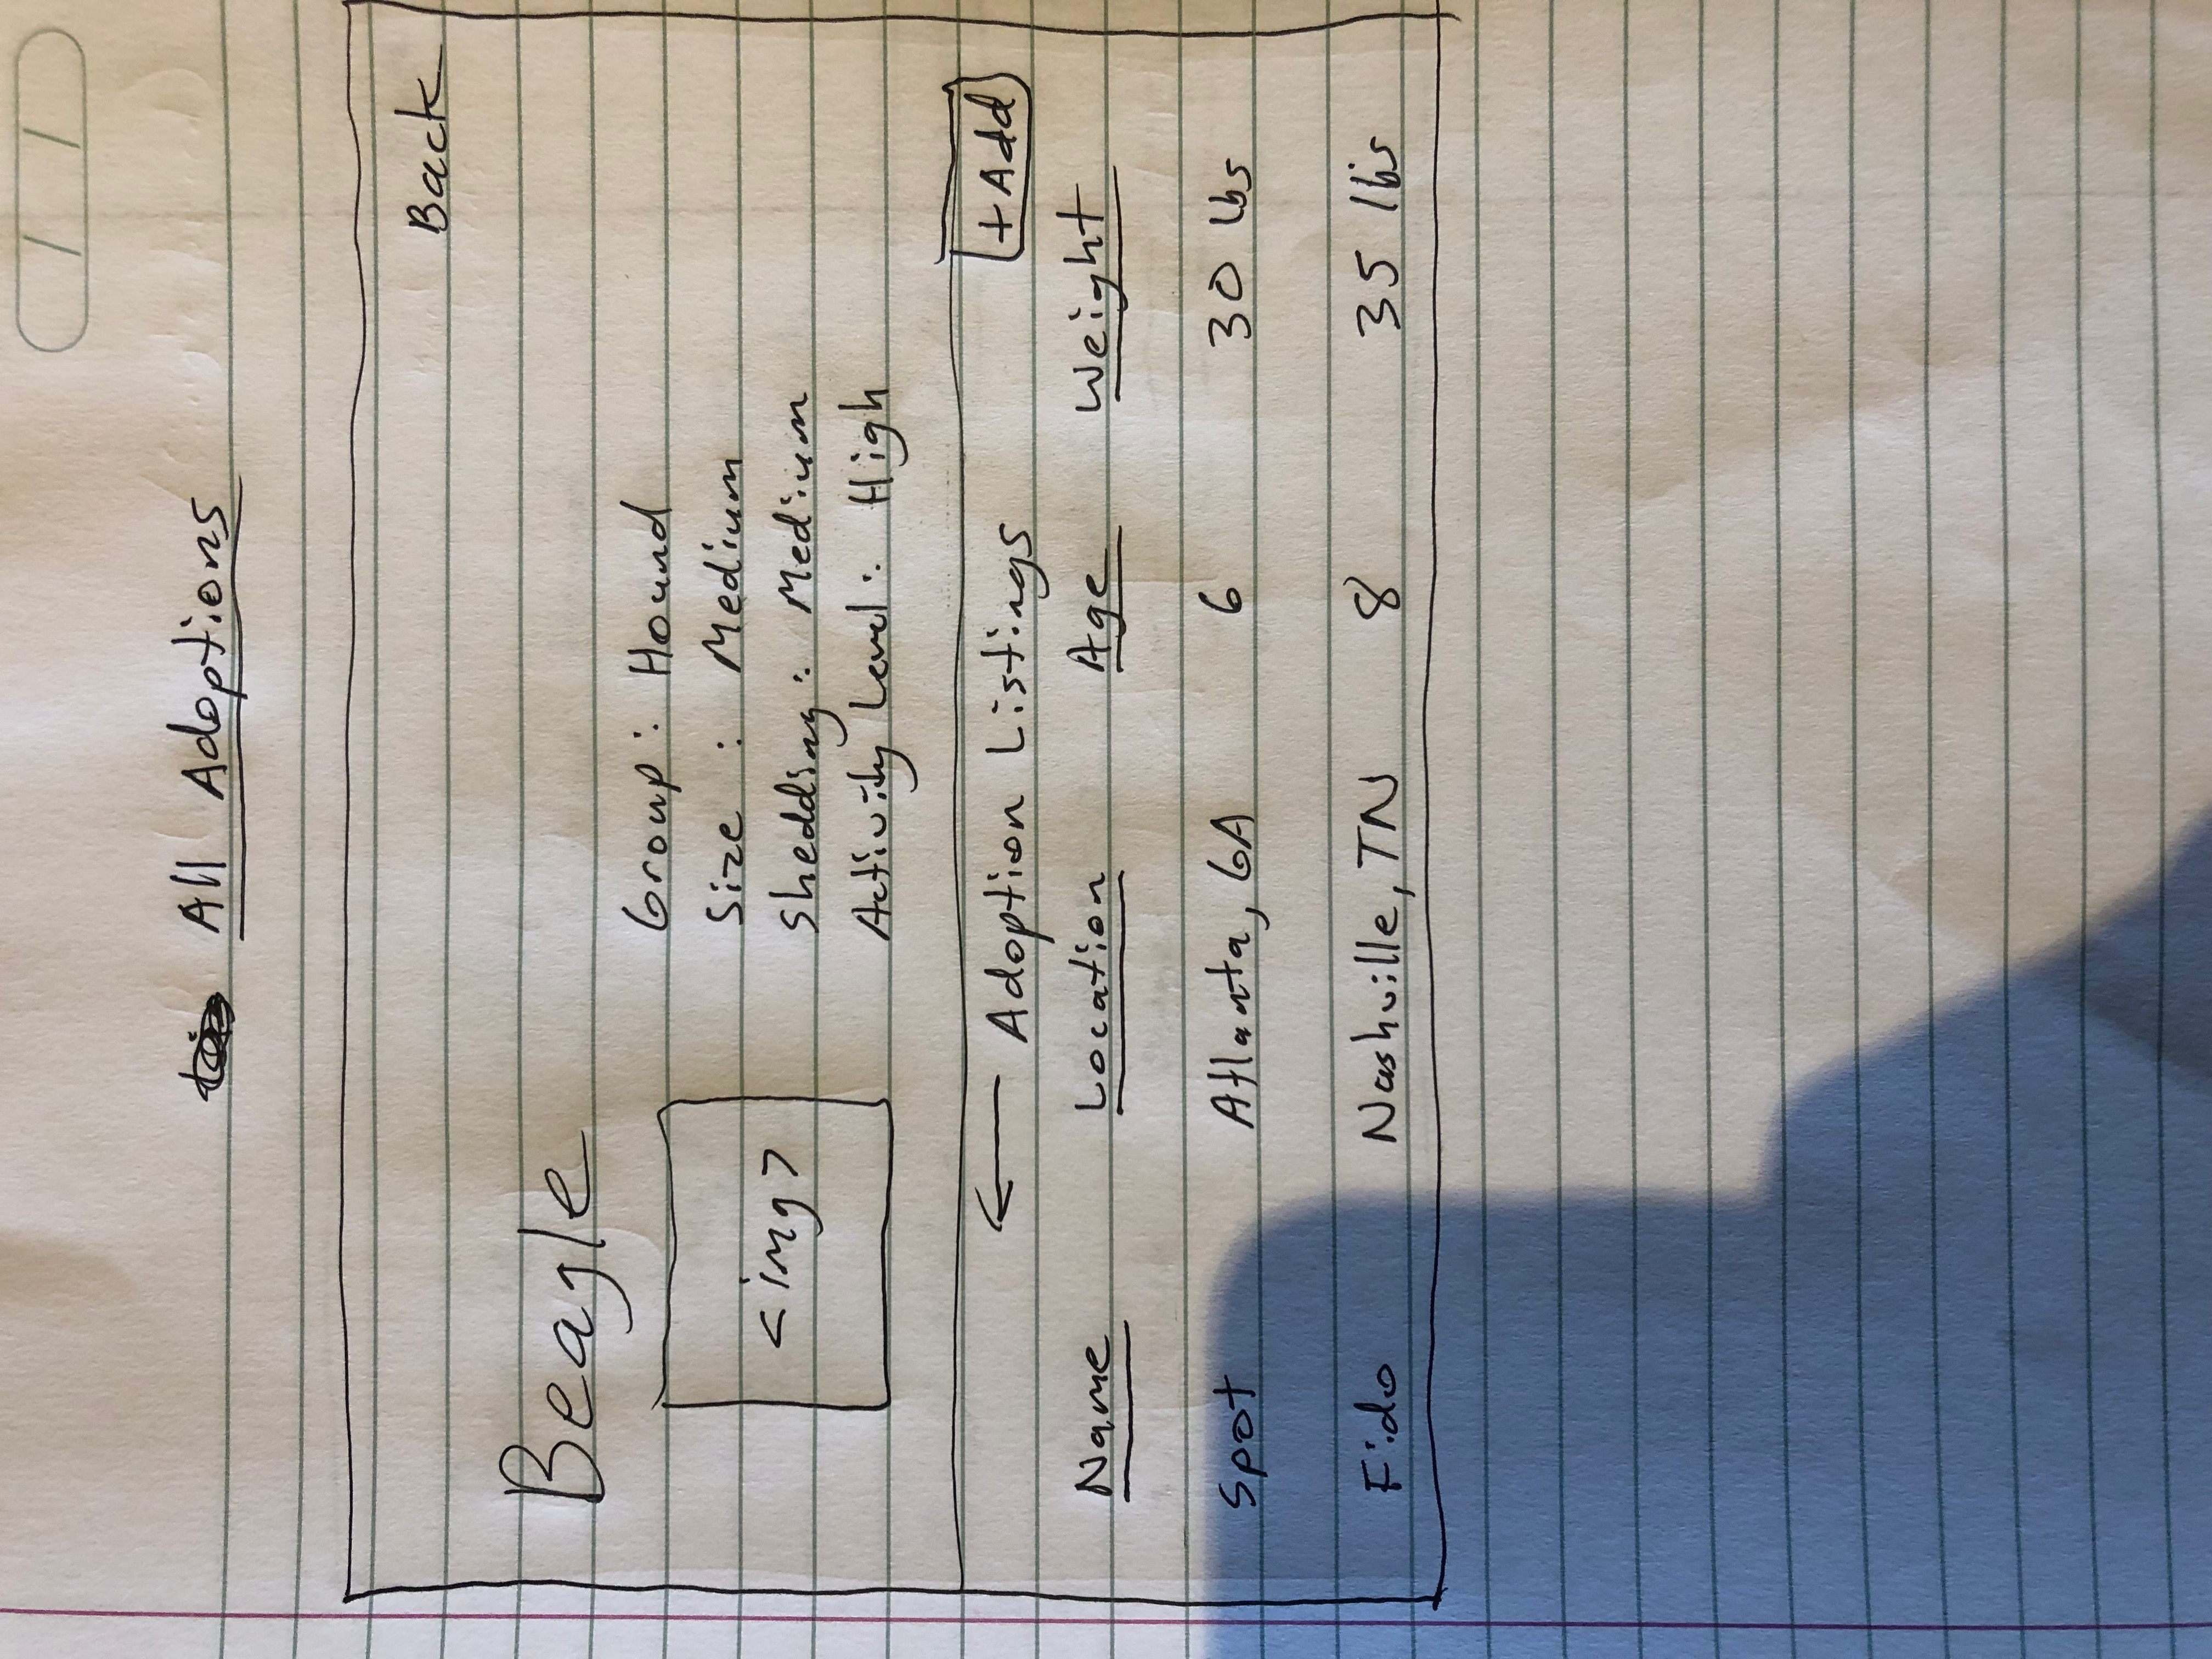 All Adoptions
Back
Beagle
<img>
Group: Hound
Size : Medium
Shedding: Medium
Activity Level: High
← Adoption Listings
+Add
Name Location Age Weight
Spot Atlanta, GA 6 30 lbs
Fido Nashville, TN 8 35 lbs